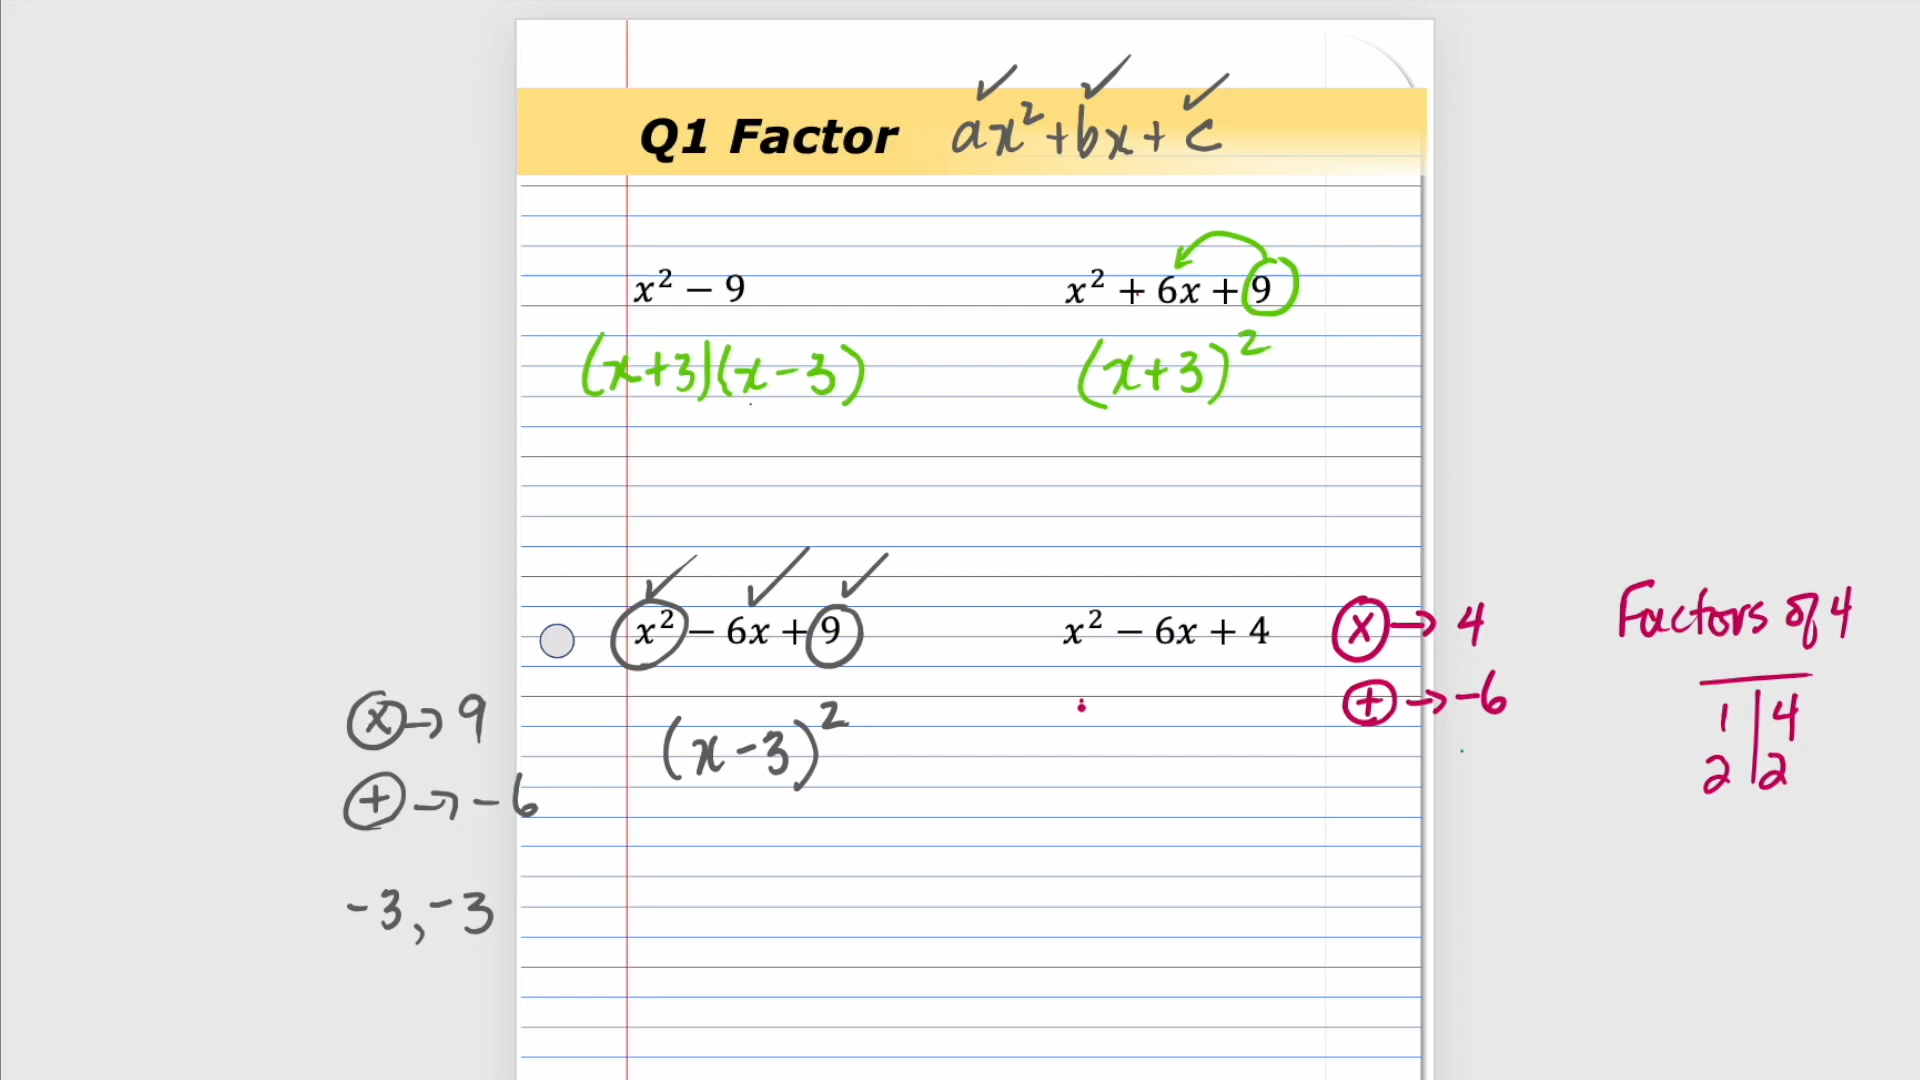 Q1 Factor ax²+bx+c
x² − 9
x² + 6x + 9
(x+3)(x−3)
(x+3)²
x² − 6x + 9
x² − 6x + 4
(x−3)²
ⓧ→ 9
⊕→ −6
−3,−3
ⓧ→ 4
⊕→ −6
Factors of 4
1 | 4
2 | 2